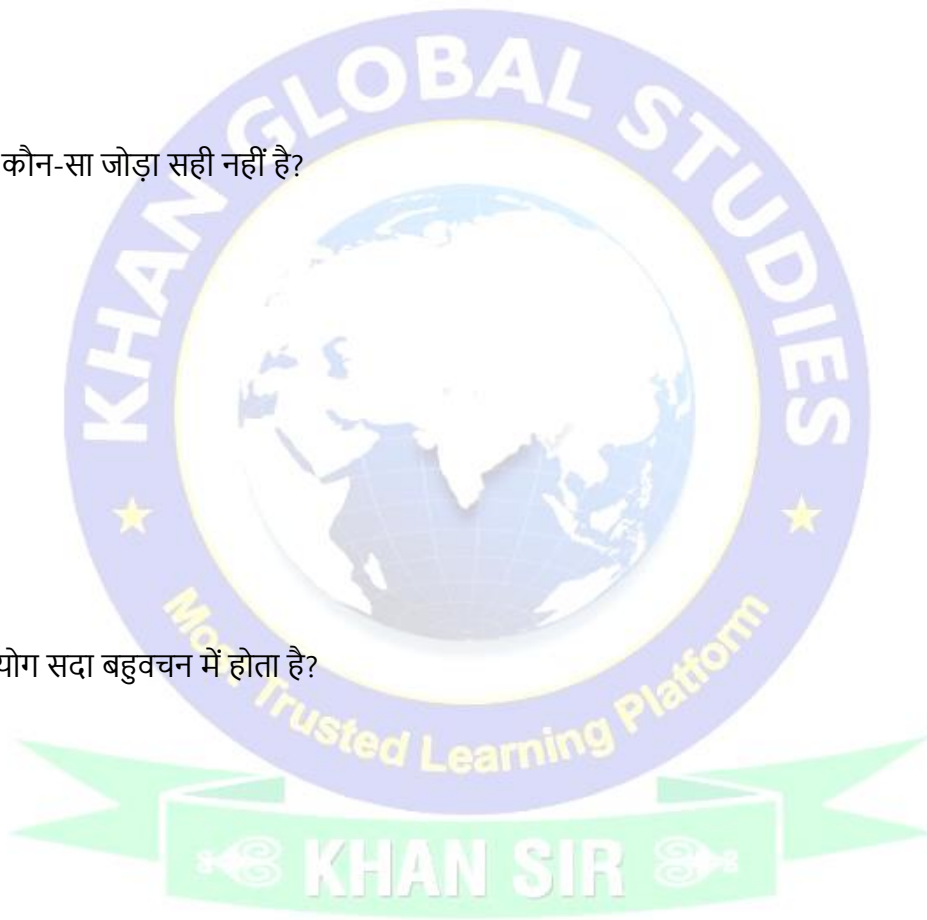 KHAN GLOBAL STUDIES
कौन-सा जोड़ा सही नहीं है?
योग सदा बहुवचन में होता है?
Most Trusted Learning Platform
KHAN SIR